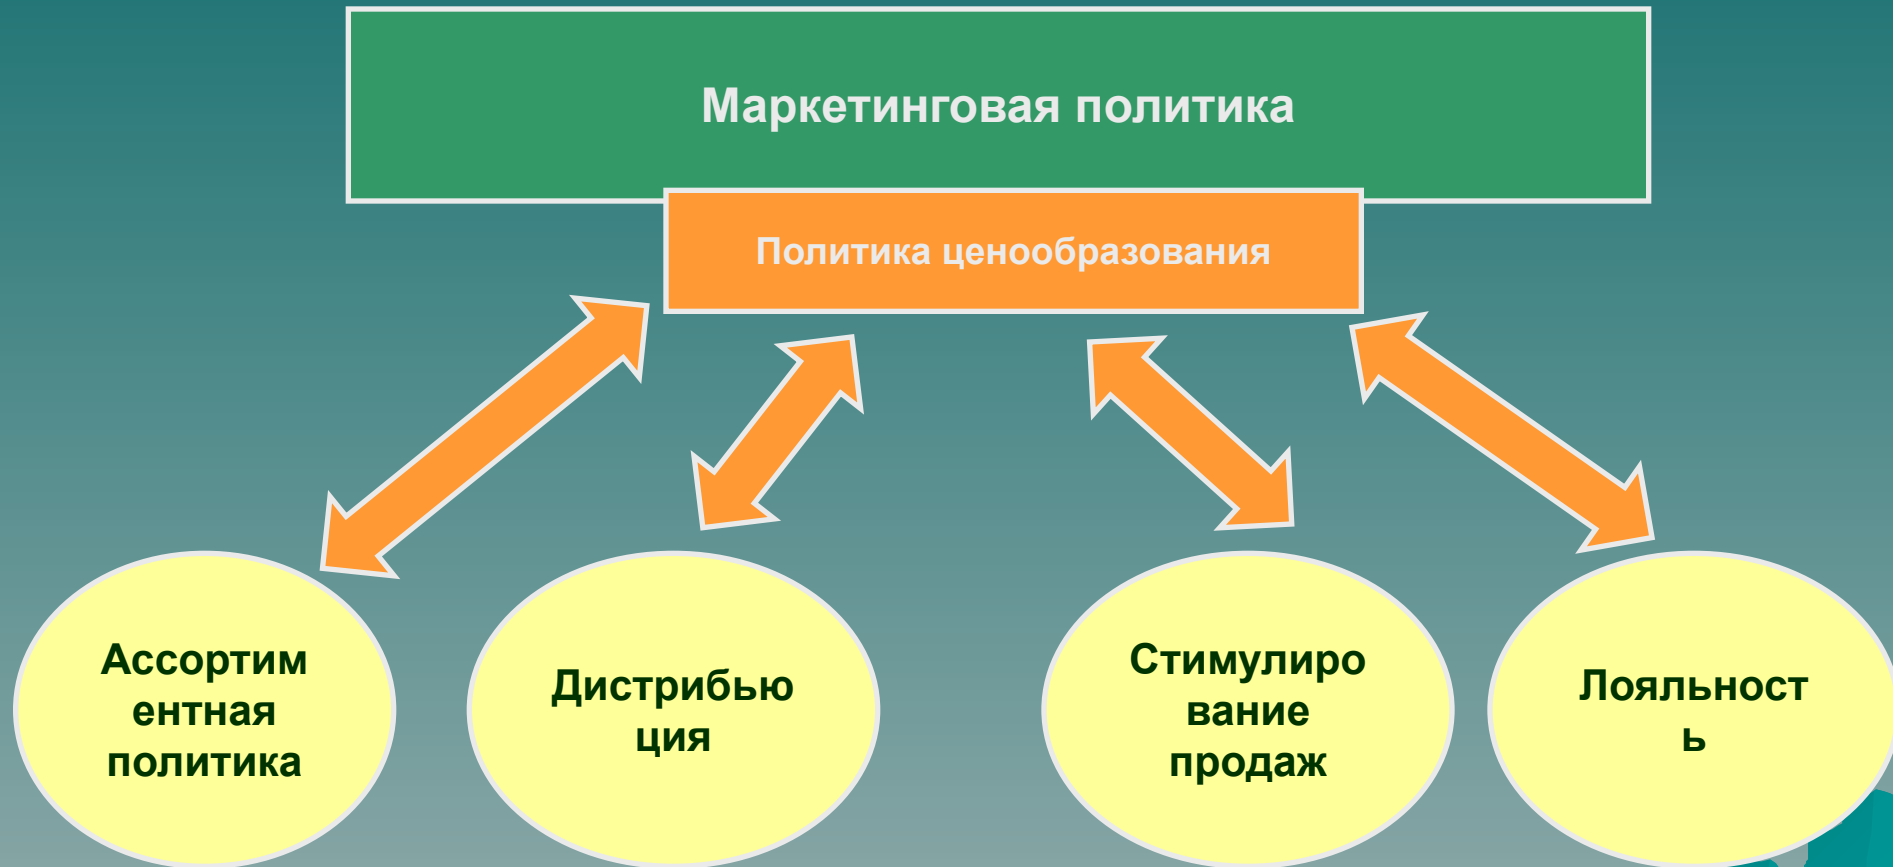 Маркетинговая политика
Политика ценообразования
Ассортим
ентная
политика
Дистрибью
ция
Стимулиро
вание
продаж
Лояльност
ь